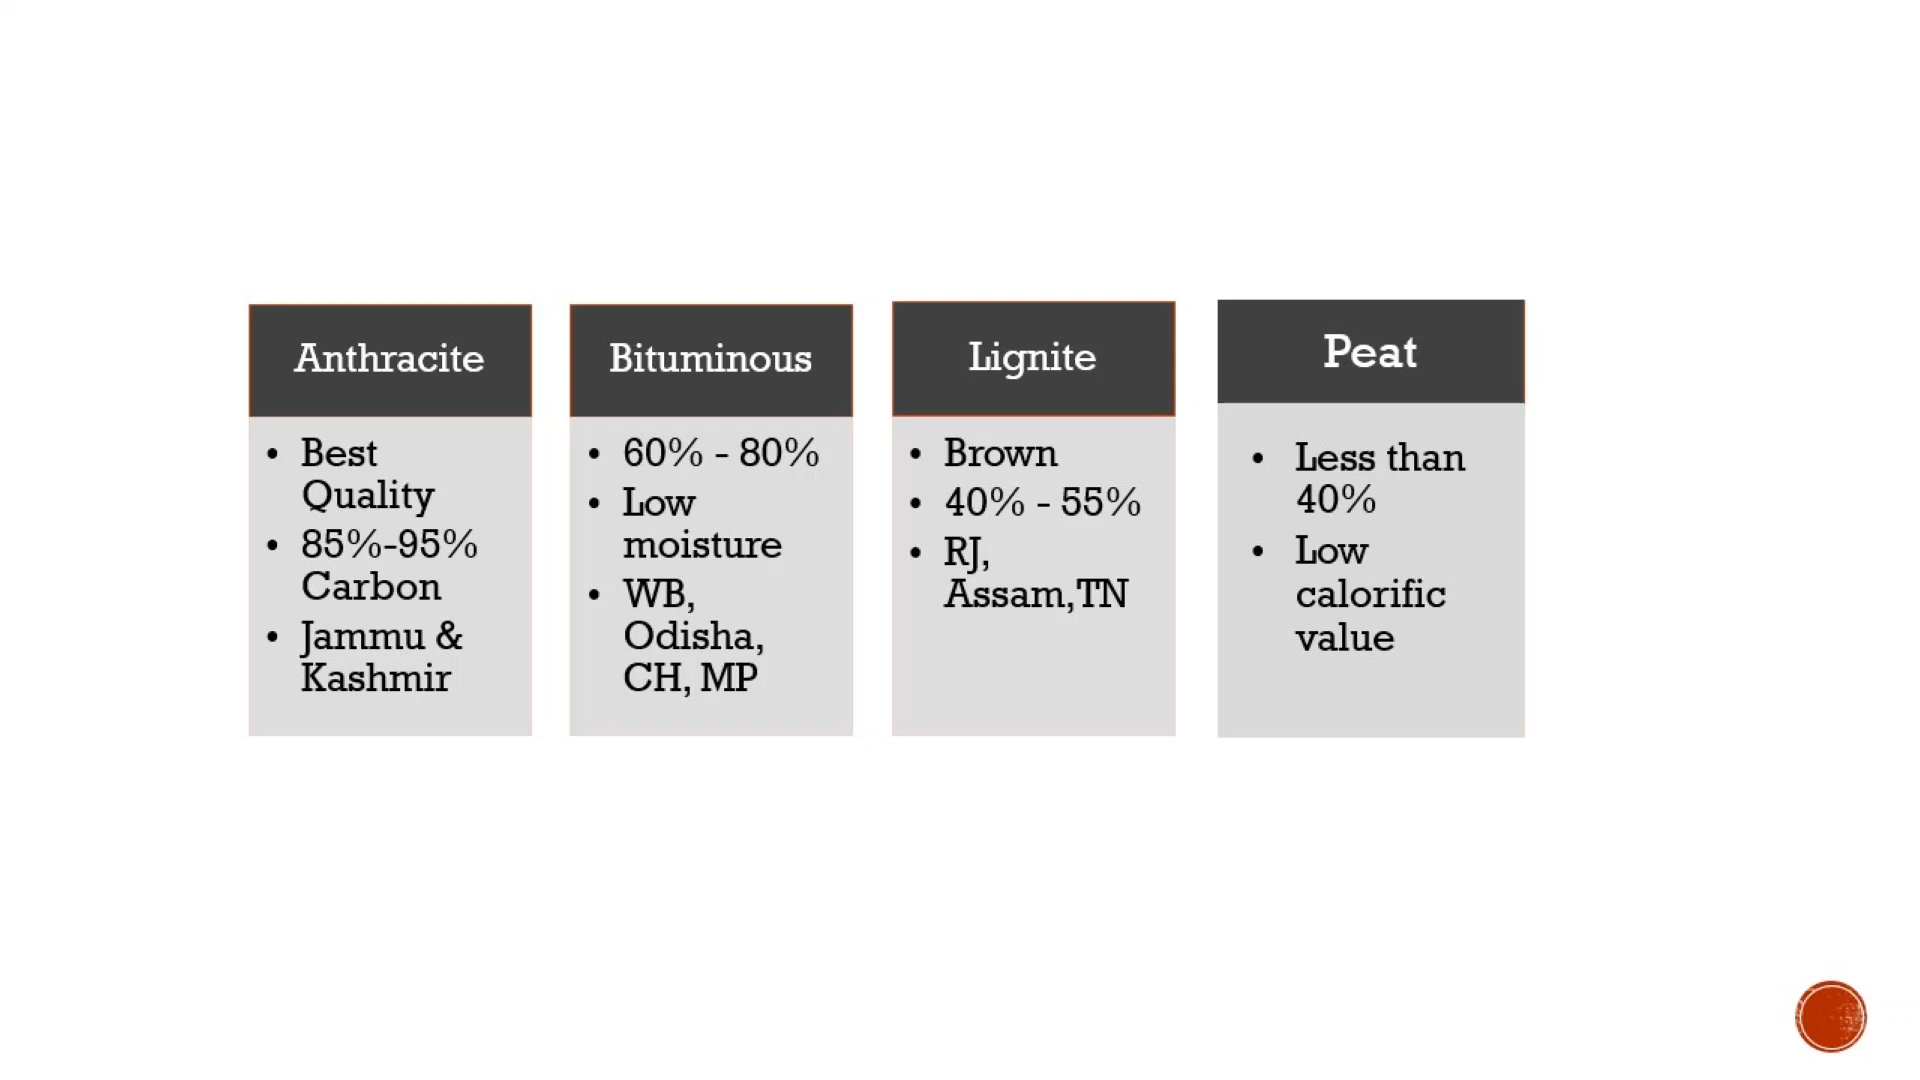 Anthracite
• Best
Quality
• 85%-95%
Carbon
• Jammu &
Kashmir
Bituminous
• 60% - 80%
• Low
moisture
• WB,
Odisha,
CH, MP
Lignite
• Brown
• 40% - 55%
• RJ,
Assam,TN
Peat
• Less than
40%
• Low
calorific
value